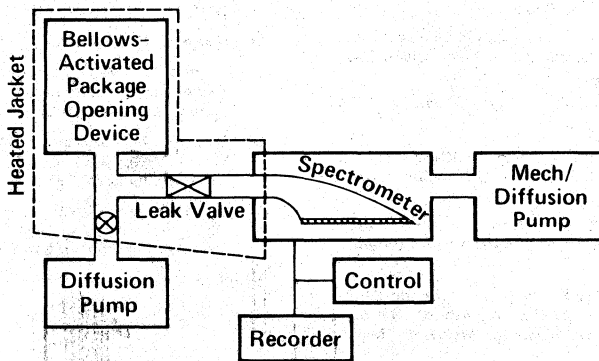 Heated Jacket
Bellows-
Activated
Package
Opening
Device
Leak Valve
Spectrometer
Mech/
Diffusion
Pump
Diffusion
Pump
Control
Recorder